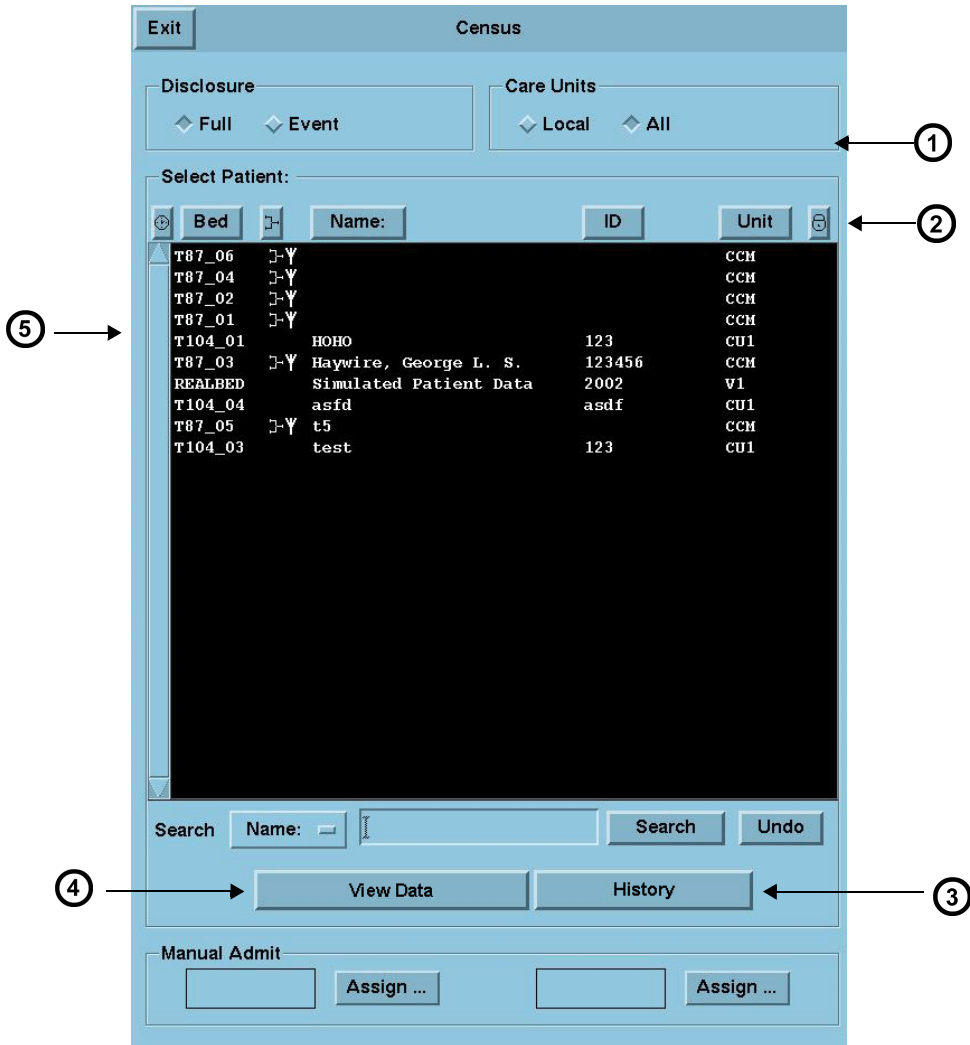 Exit Census
Disclosure Care Units
Full Event Local All
1
Select Patient:
Bed Name: ID Unit
2
T87_06 CCM
T87_04 CCM
T87_02 CCM
T87_01 CCM
5
T104_01 HOHO 123 CU1
T87_03 Haywire, George L. S. 123456 CCM
REALBED Simulated Patient Data 2002 V1
T104_04 asfd asdf CU1
T87_05 t5 CCM
T104_03 test 123 CU1
Search Name: Search Undo
4
View Data History
3
Manual Admit
Assign ... Assign ...